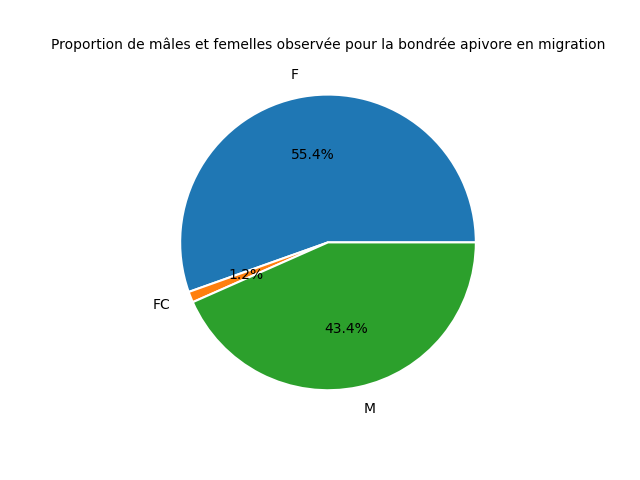 Proportion de mâles et femelles observée pour la bondrée apivore en migration
F
55.4%
1.2%
FC
43.4%
M